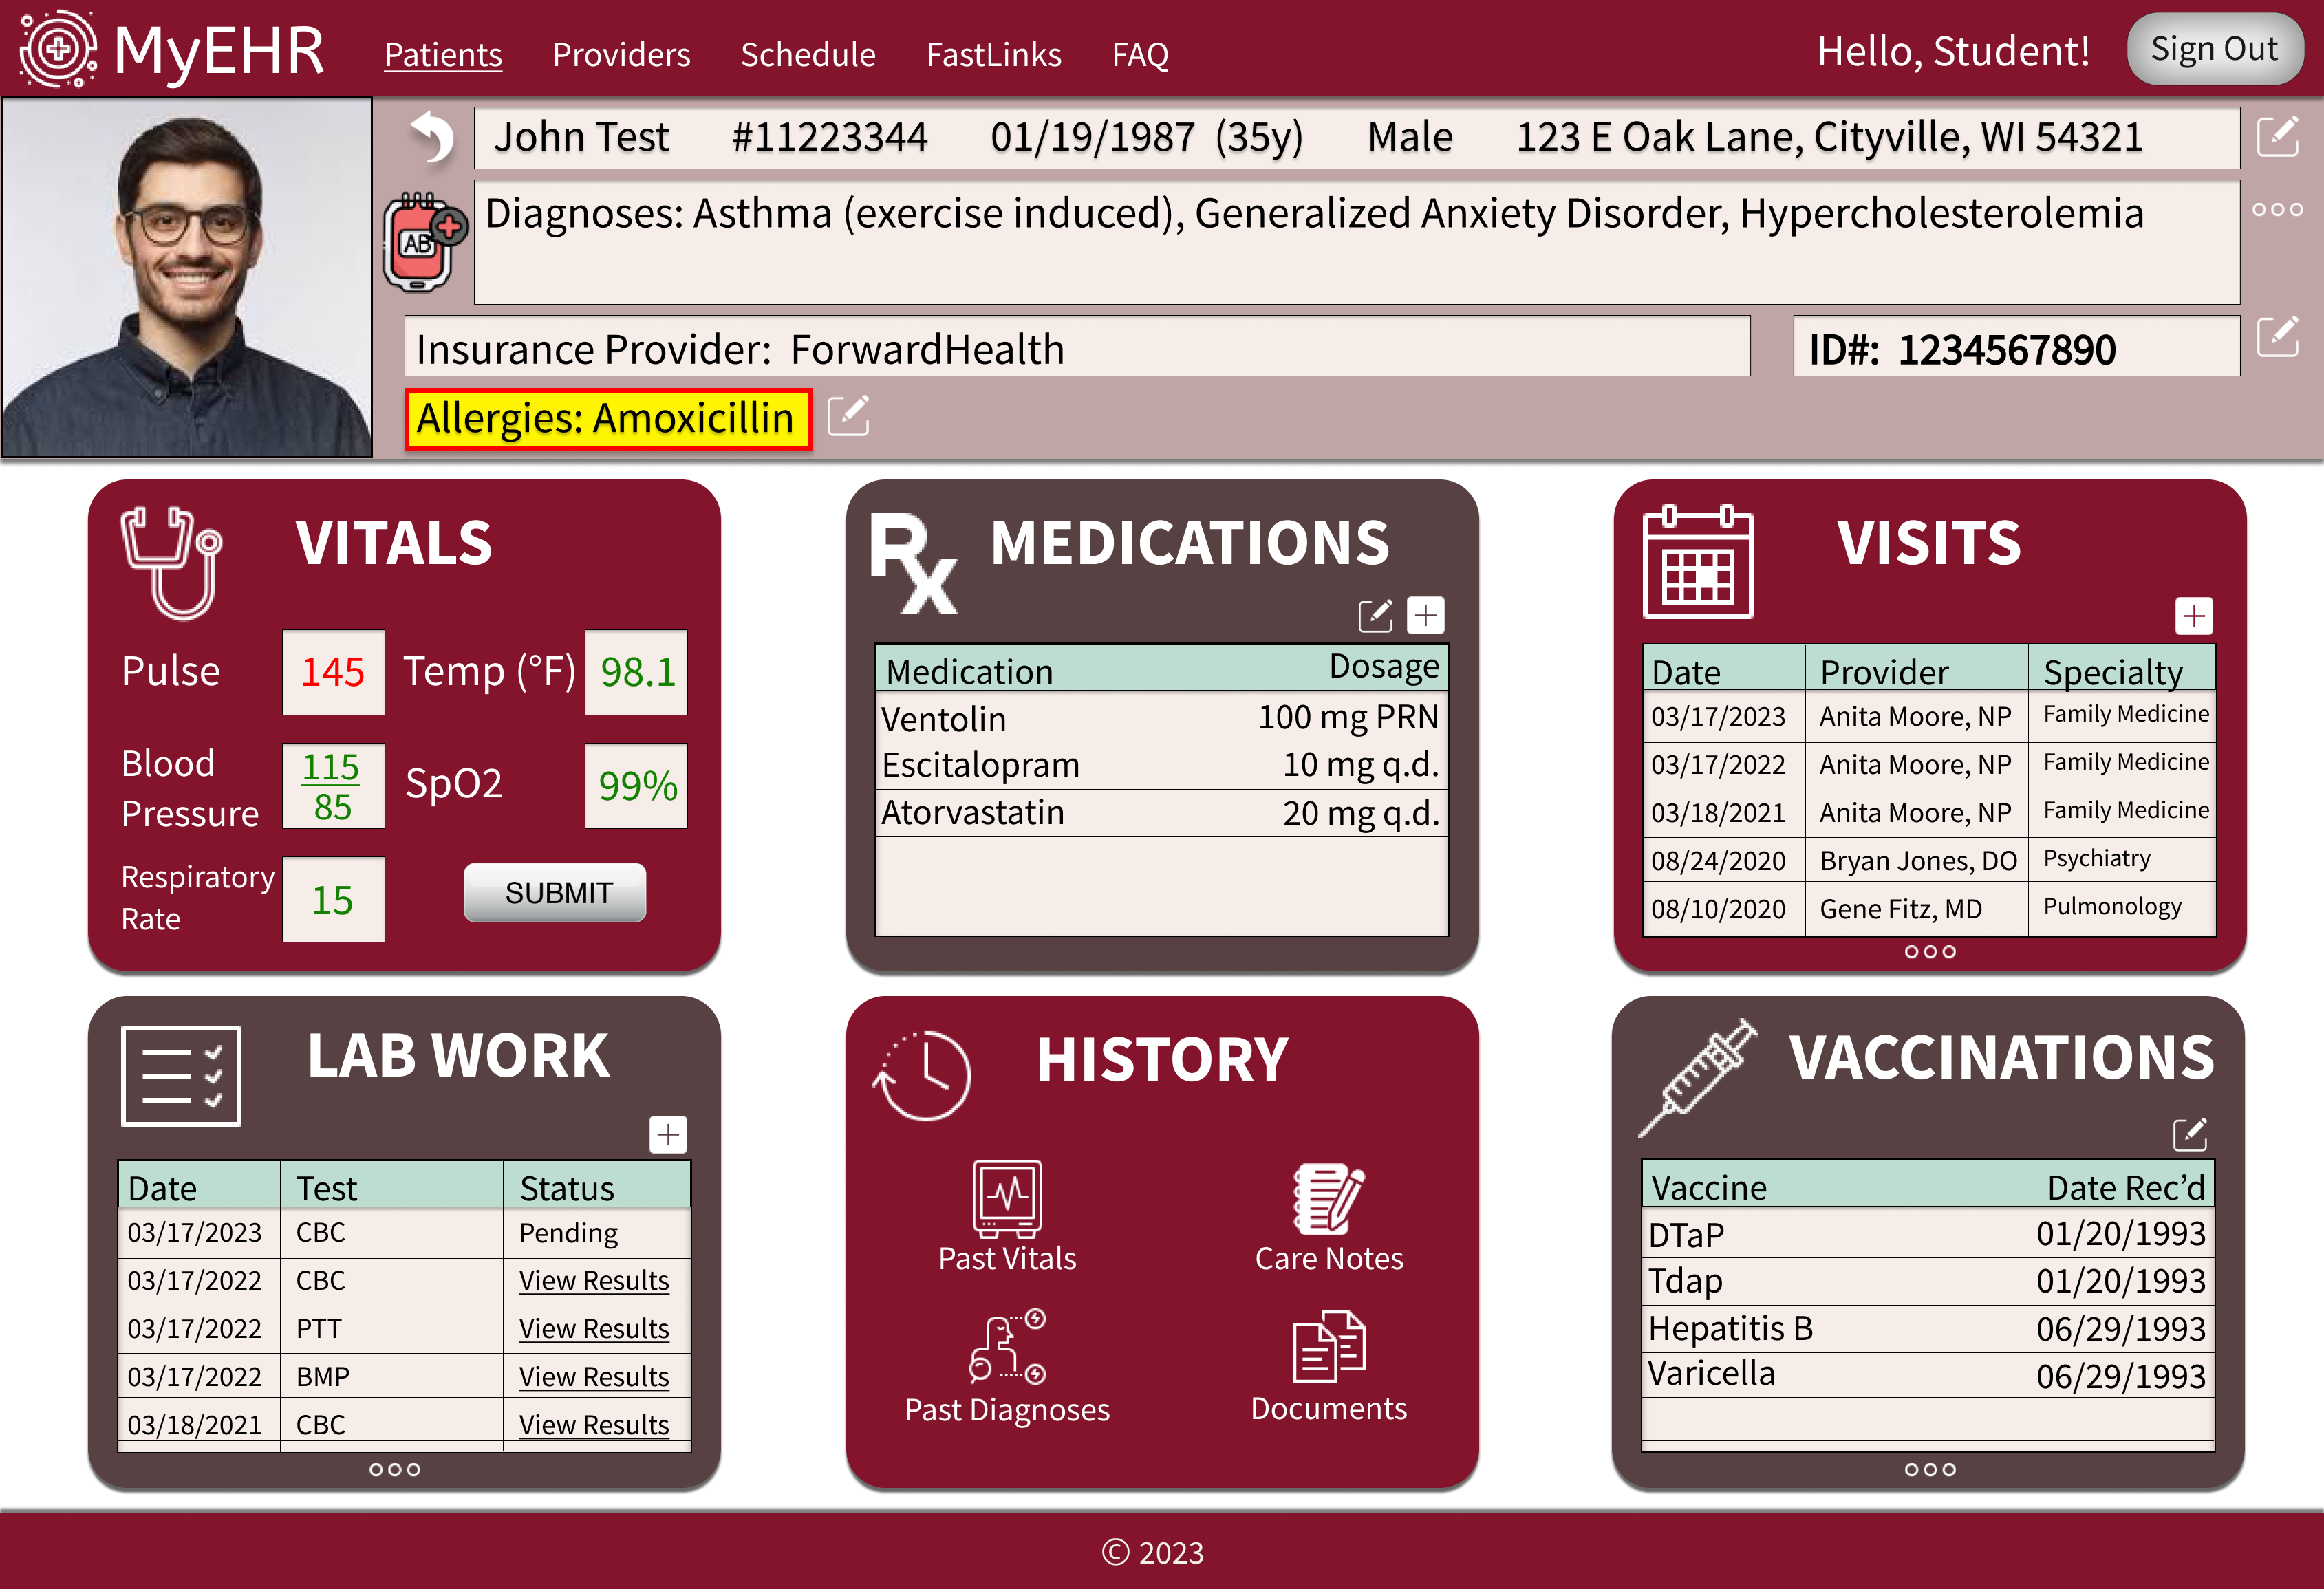 MyEHR Patients Providers Schedule FastLinks FAQ Hello, Student! Sign Out
John Test #11223344 01/19/1987 (35y) Male 123 E Oak Lane, Cityville, WI 54321
AB
Diagnoses: Asthma (exercise induced), Generalized Anxiety Disorder, Hypercholesterolemia
Insurance Provider: ForwardHealth ID#: 1234567890
Allergies: Amoxicillin
VITALS
Pulse 145 Temp (°F) 98.1
Blood Pressure 115/85 SpO2 99%
Respiratory Rate 15 SUBMIT
Rx MEDICATIONS
Medication Dosage
Ventolin 100 mg PRN
Escitalopram 10 mg q.d.
Atorvastatin 20 mg q.d.
VISITS
Date Provider Specialty
03/17/2023 Anita Moore, NP Family Medicine
03/17/2022 Anita Moore, NP Family Medicine
03/18/2021 Anita Moore, NP Family Medicine
08/24/2020 Bryan Jones, DO Psychiatry
08/10/2020 Gene Fitz, MD Pulmonology
LAB WORK
Date Test Status
03/17/2023 CBC Pending
03/17/2022 CBC View Results
03/17/2022 PTT View Results
03/17/2022 BMP View Results
03/18/2021 CBC View Results
HISTORY
Past Vitals Care Notes
Past Diagnoses Documents
VACCINATIONS
Vaccine Date Rec’d
DTaP 01/20/1993
Tdap 01/20/1993
Hepatitis B 06/29/1993
Varicella 06/29/1993
© 2023